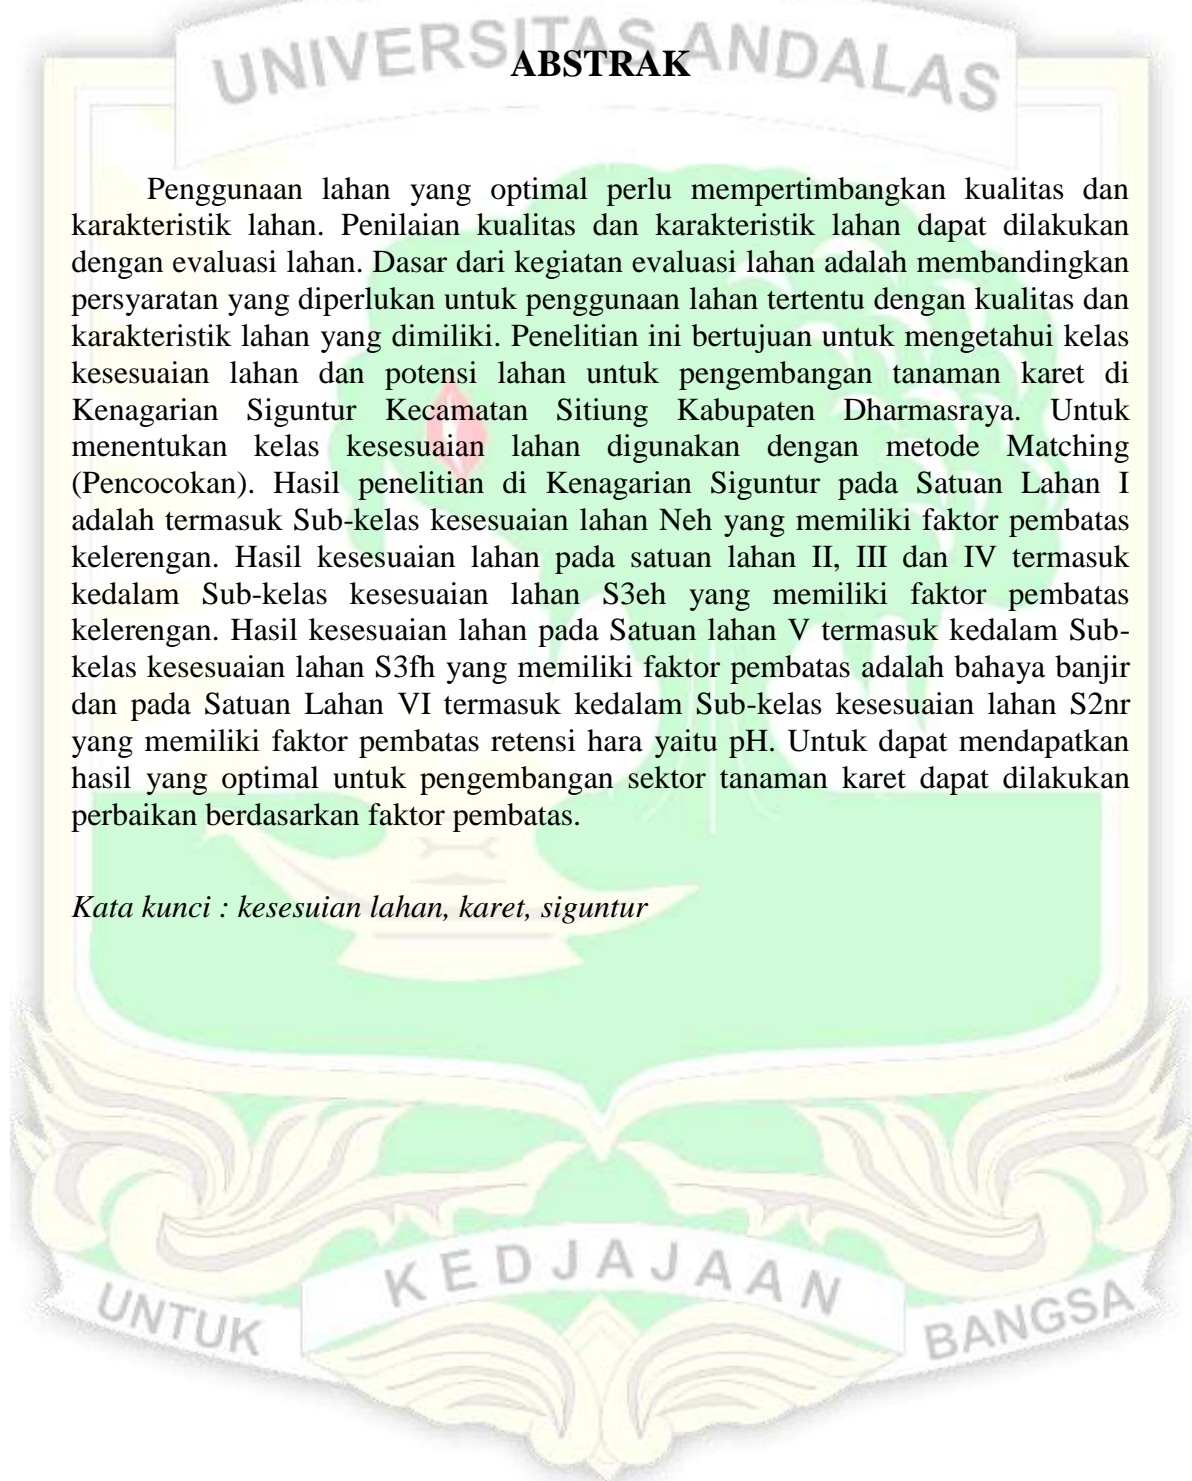 UNIVERSITAS ANDALAS
ABSTRAK
Penggunaan lahan yang optimal perlu mempertimbangkan kualitas dan
karakteristik lahan. Penilaian kualitas dan karakteristik lahan dapat dilakukan
dengan evaluasi lahan. Dasar dari kegiatan evaluasi lahan adalah membandingkan
persyaratan yang diperlukan untuk penggunaan lahan tertentu dengan kualitas dan
karakteristik lahan yang dimiliki. Penelitian ini bertujuan untuk mengetahui kelas
kesesuaian lahan dan potensi lahan untuk pengembangan tanaman karet di
Kenagarian Siguntur Kecamatan Sitiung Kabupaten Dharmasraya. Untuk
menentukan kelas kesesuaian lahan digunakan dengan metode Matching
(Pencocokan). Hasil penelitian di Kenagarian Siguntur pada Satuan Lahan I
adalah termasuk Sub-kelas kesesuaian lahan Neh yang memiliki faktor pembatas
kelerengan. Hasil kesesuaian lahan pada satuan lahan II, III dan IV termasuk
kedalam Sub-kelas kesesuaian lahan S3eh yang memiliki faktor pembatas
kelerengan. Hasil kesesuaian lahan pada Satuan lahan V termasuk kedalam Sub-
kelas kesesuaian lahan S3fh yang memiliki faktor pembatas adalah bahaya banjir
dan pada Satuan Lahan VI termasuk kedalam Sub-kelas kesesuaian lahan S2nr
yang memiliki faktor pembatas retensi hara yaitu pH. Untuk dapat mendapatkan
hasil yang optimal untuk pengembangan sektor tanaman karet dapat dilakukan
perbaikan berdasarkan faktor pembatas.
Kata kunci : kesesuian lahan, karet, siguntur
UNTUK KEDJAJAAN BANGSA